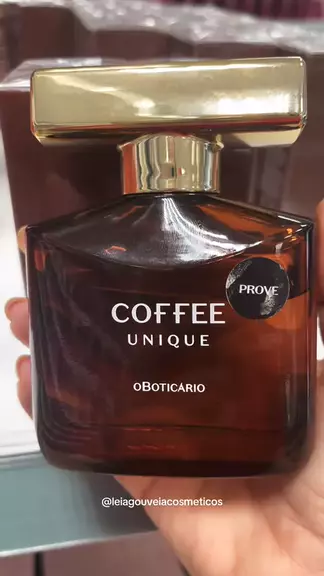 PROVE
COFFEE
UNIQUE
oBOTICÁRIO
@leiagouveiacosmeticos